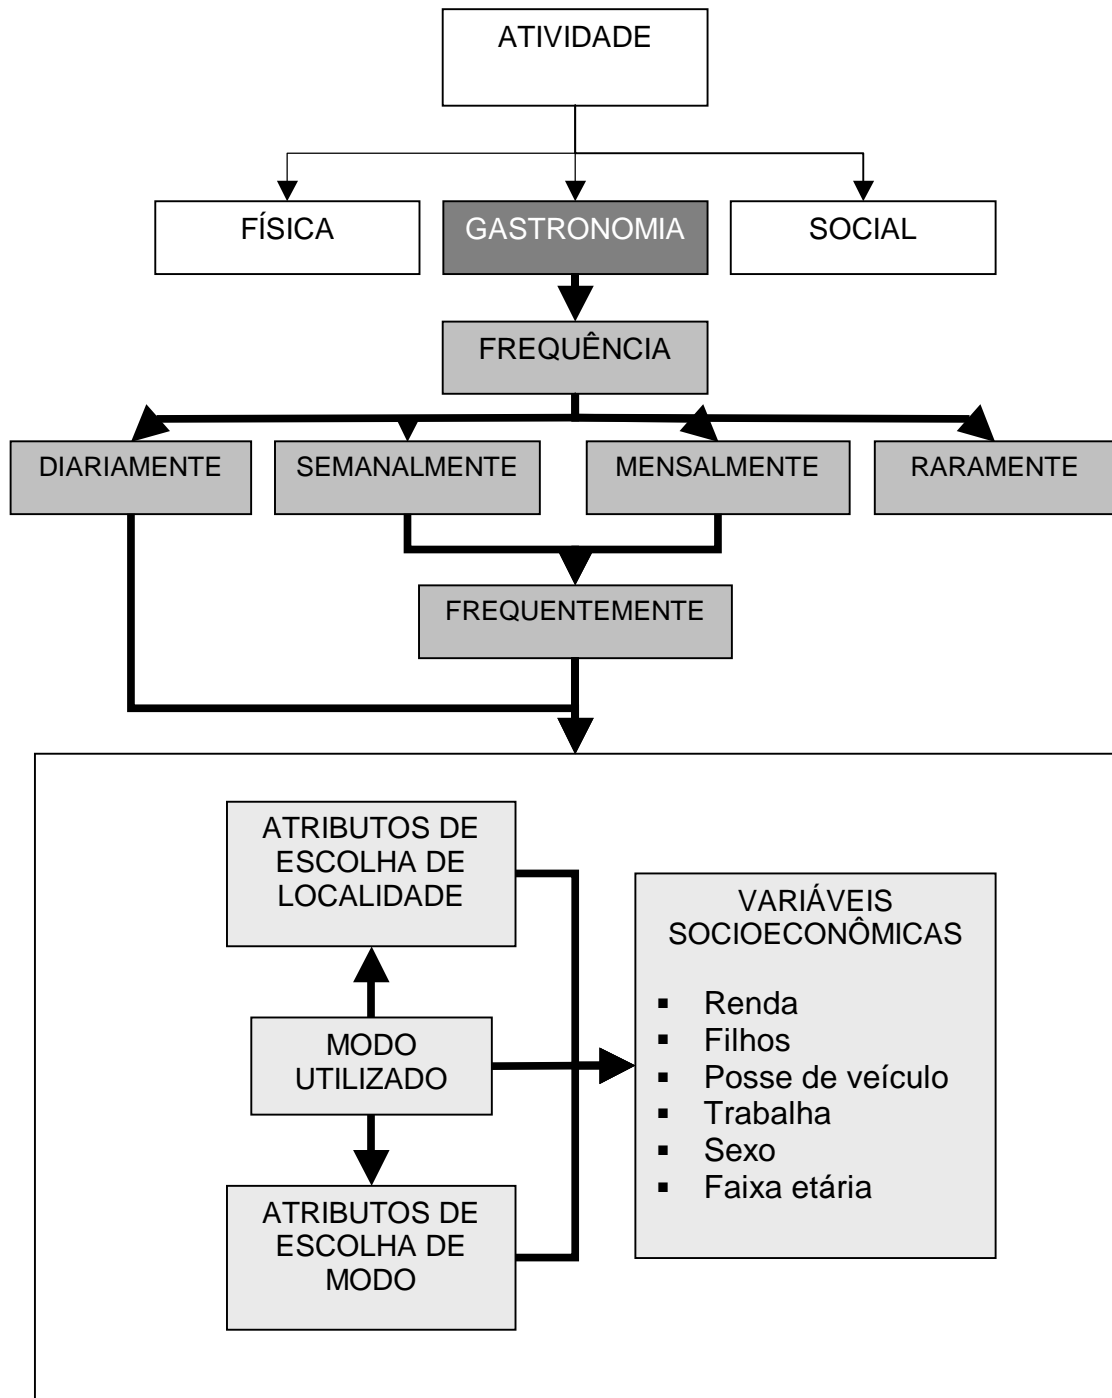 ATIVIDADE
FÍSICA
GASTRONOMIA
SOCIAL
FREQUÊNCIA
DIARIAMENTE
SEMANALMENTE
MENSALMENTE
RARAMENTE
FREQUENTEMENTE
ATRIBUTOS DE
ESCOLHA DE
LOCALIDADE
MODO
UTILIZADO
ATRIBUTOS DE
ESCOLHA DE
MODO
VARIÁVEIS
SOCIOECONÔMICAS
▪ Renda
▪ Filhos
▪ Posse de veículo
▪ Trabalha
▪ Sexo
▪ Faixa etária